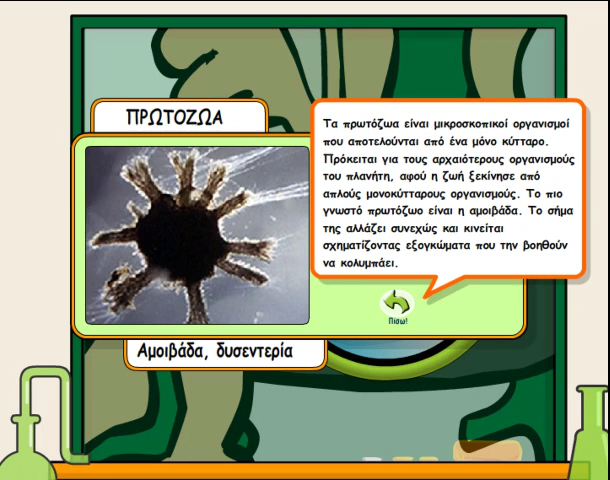 ΠΡΩΤΟΖΩΑ
Τα πρωτόζωα είναι μικροσκοπικοί οργανισμοί
που αποτελούνται από ένα μόνο κύτταρο.
Πρόκειται για τους αρχαιότερους οργανισμούς
του πλανήτη, αφού η ζωή ξεκίνησε από
απλούς μονοκύτταρους οργανισμούς. Το πιο
γνωστό πρωτόζωο είναι η αμοιβάδα. Το σήμα
της αλλάζει συνεχώς και κινείται
σχηματίζοντας εξογκώματα που την βοηθούν
να κολυμπάει.
Πίσω!
Αμοιβάδα, δυσεντερία